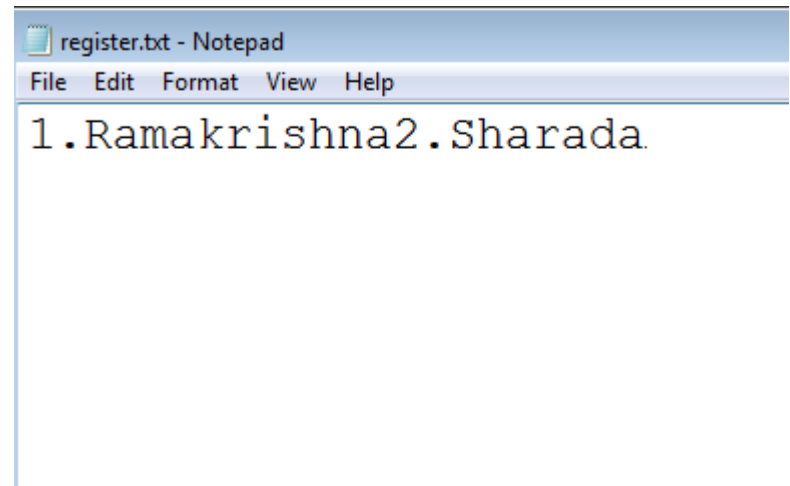 register.txt - Notepad
File Edit Format View Help
1.Ramakrishna2.Sharada.